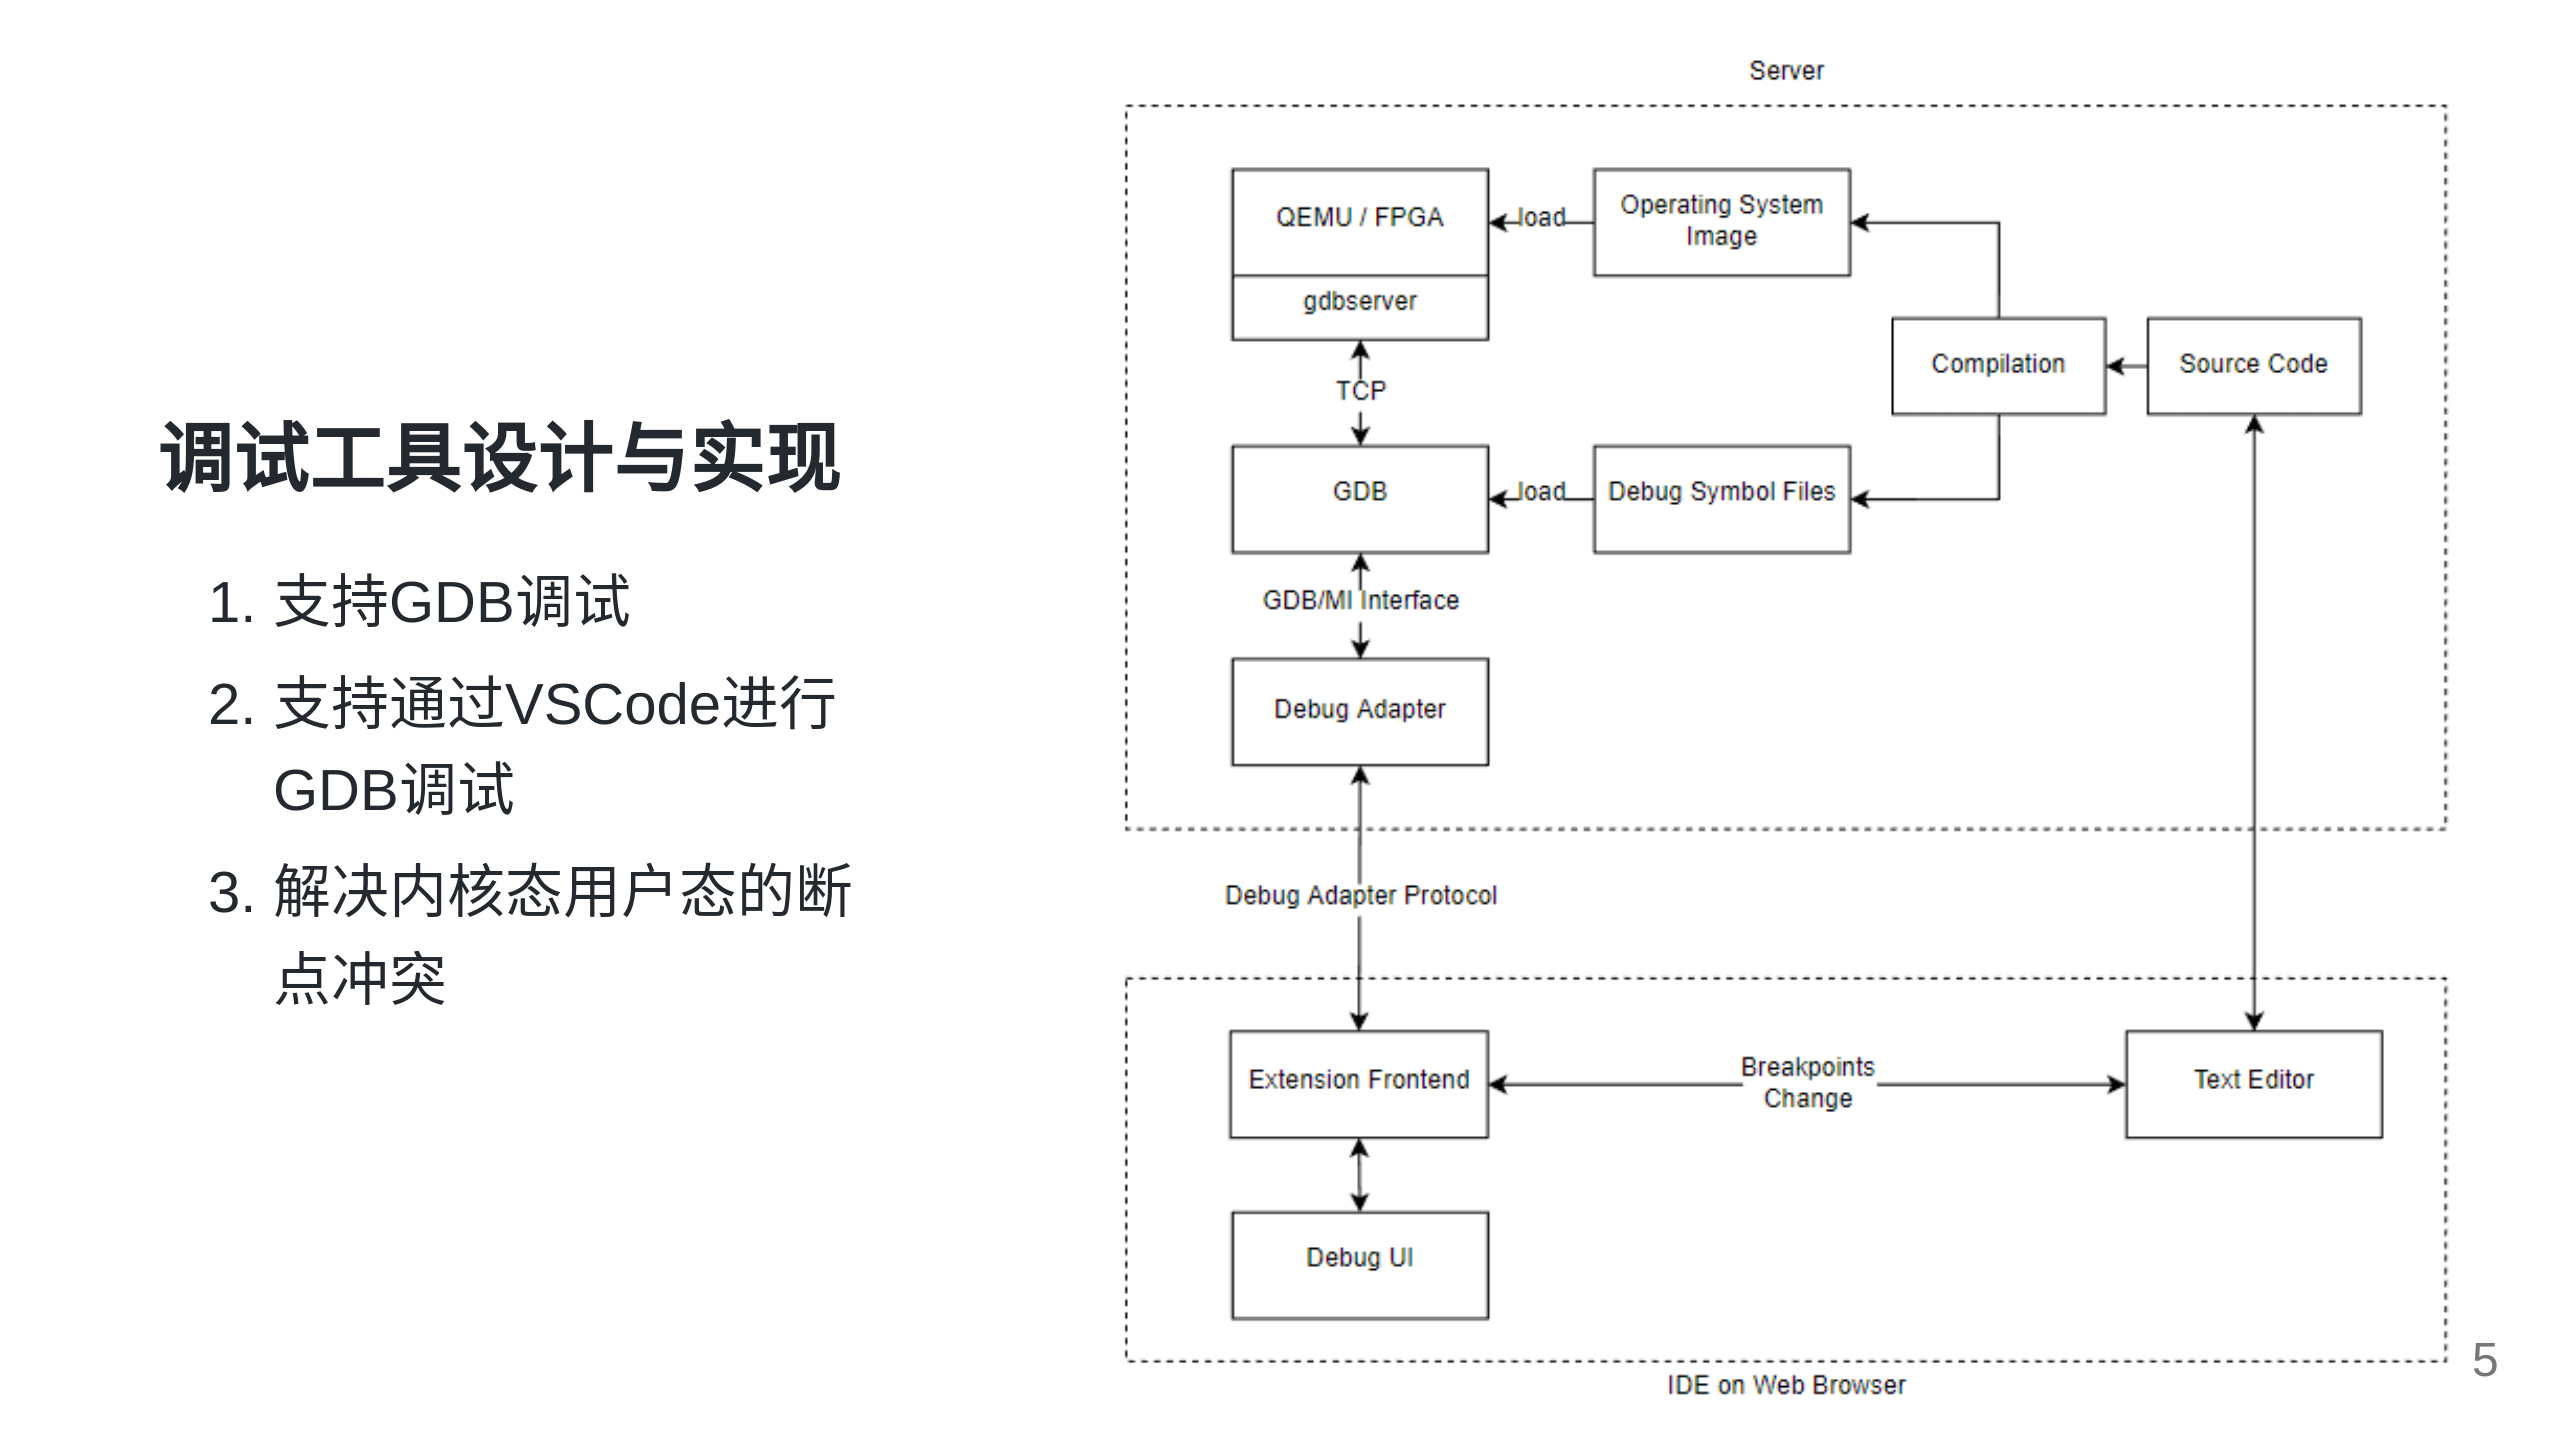 调试工具设计与实现
1. 支持GDB调试
2. 支持通过VSCode进行
GDB调试
3. 解决内核态用户态的断
点冲突
Server
QEMU / FPGA
load
Operating System
Image
gdbserver
Compilation
Source Code
TCP
GDB
load
Debug Symbol Files
GDB/MI Interface
Debug Adapter
Debug Adapter Protocol
Extension Frontend
Breakpoints
Change
Text Editor
Debug UI
IDE on Web Browser
5